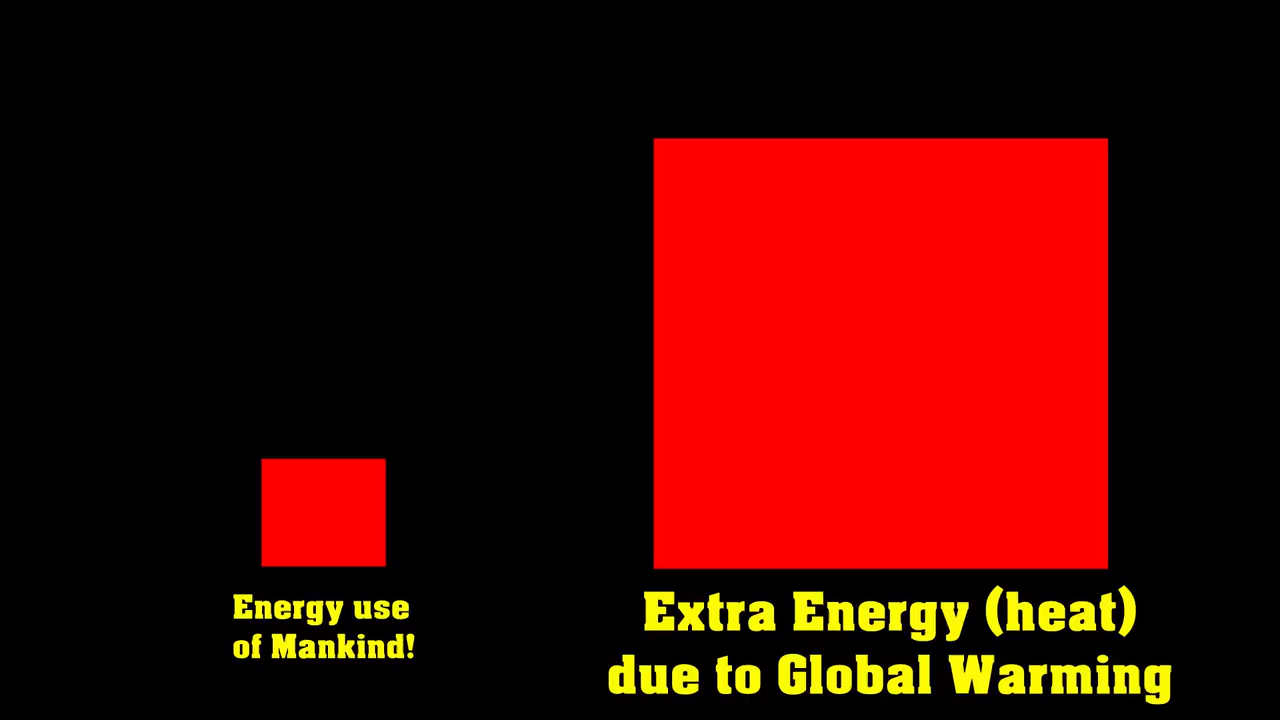 Energy use
of Mankind!
Extra Energy (heat)
due to Global Warming